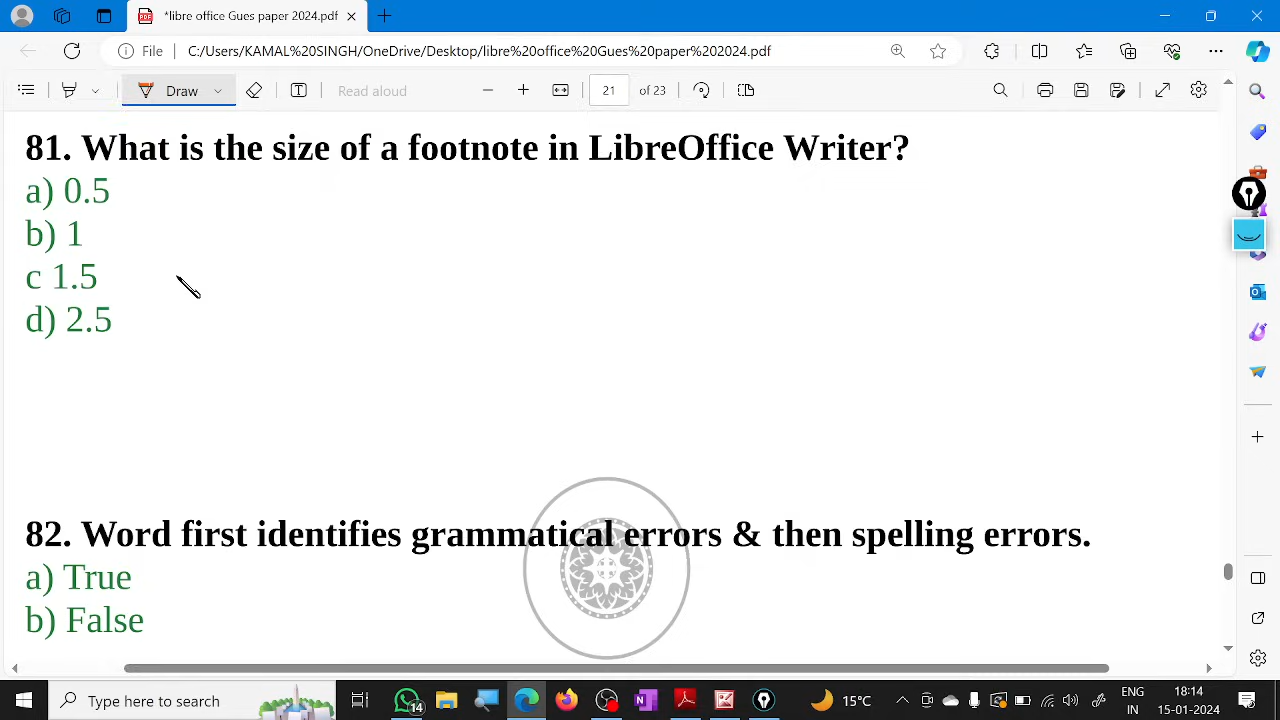 *libre office Gues paper 2024.pdf
File C:/Users/KAMAL%20SINGH/OneDrive/Desktop/libre%20office%20Gues%20paper%202024.pdf
Draw Read aloud 21 of 23
81. What is the size of a footnote in LibreOffice Writer?
a) 0.5
b) 1
c 1.5
d) 2.5
82. Word first identifies grammatical errors & then spelling errors.
a) True
b) False
Type here to search 14 15°C ENG 18:14
IN 15-01-2024